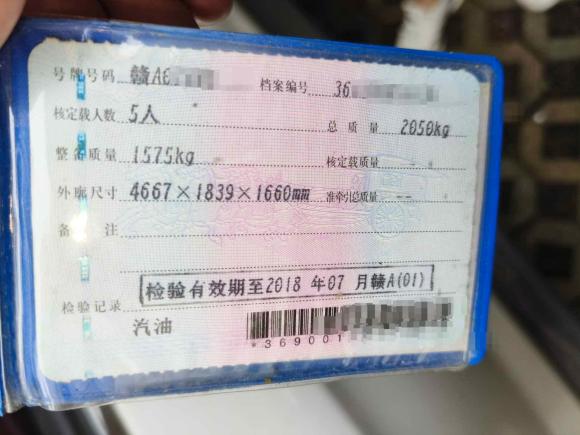 号牌号码 赣A6 档案编号 36
核定载人数 5人 总质量 2050kg
整备质量 1575kg 核定载质量 --
外廓尺寸 4667×1839×1660mm 准牵引总质量 --
备注
检验记录 检验有效期至2018年07月赣A(01)
汽油
*369001